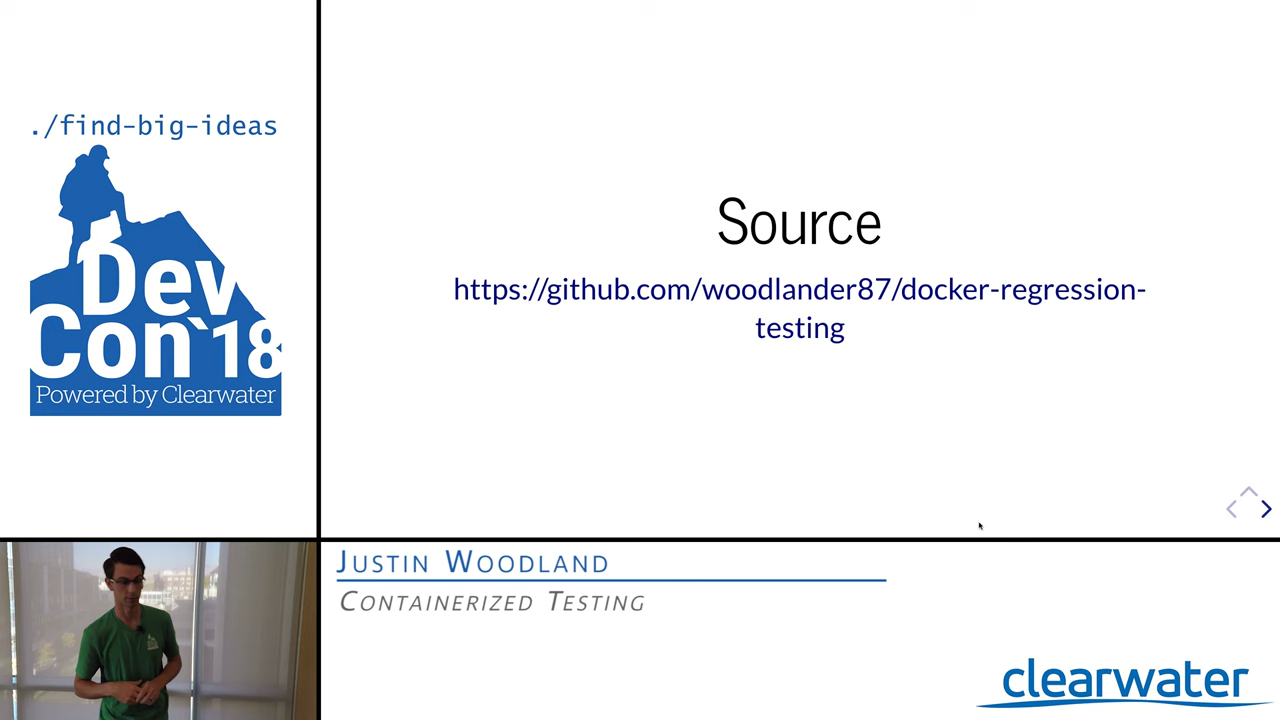 ./find-big-ideas
Dev
Con`18
Powered by Clearwater
Source
https://github.com/woodlander87/docker-regression-
testing
Justin Woodland
Containerized Testing
clearwater